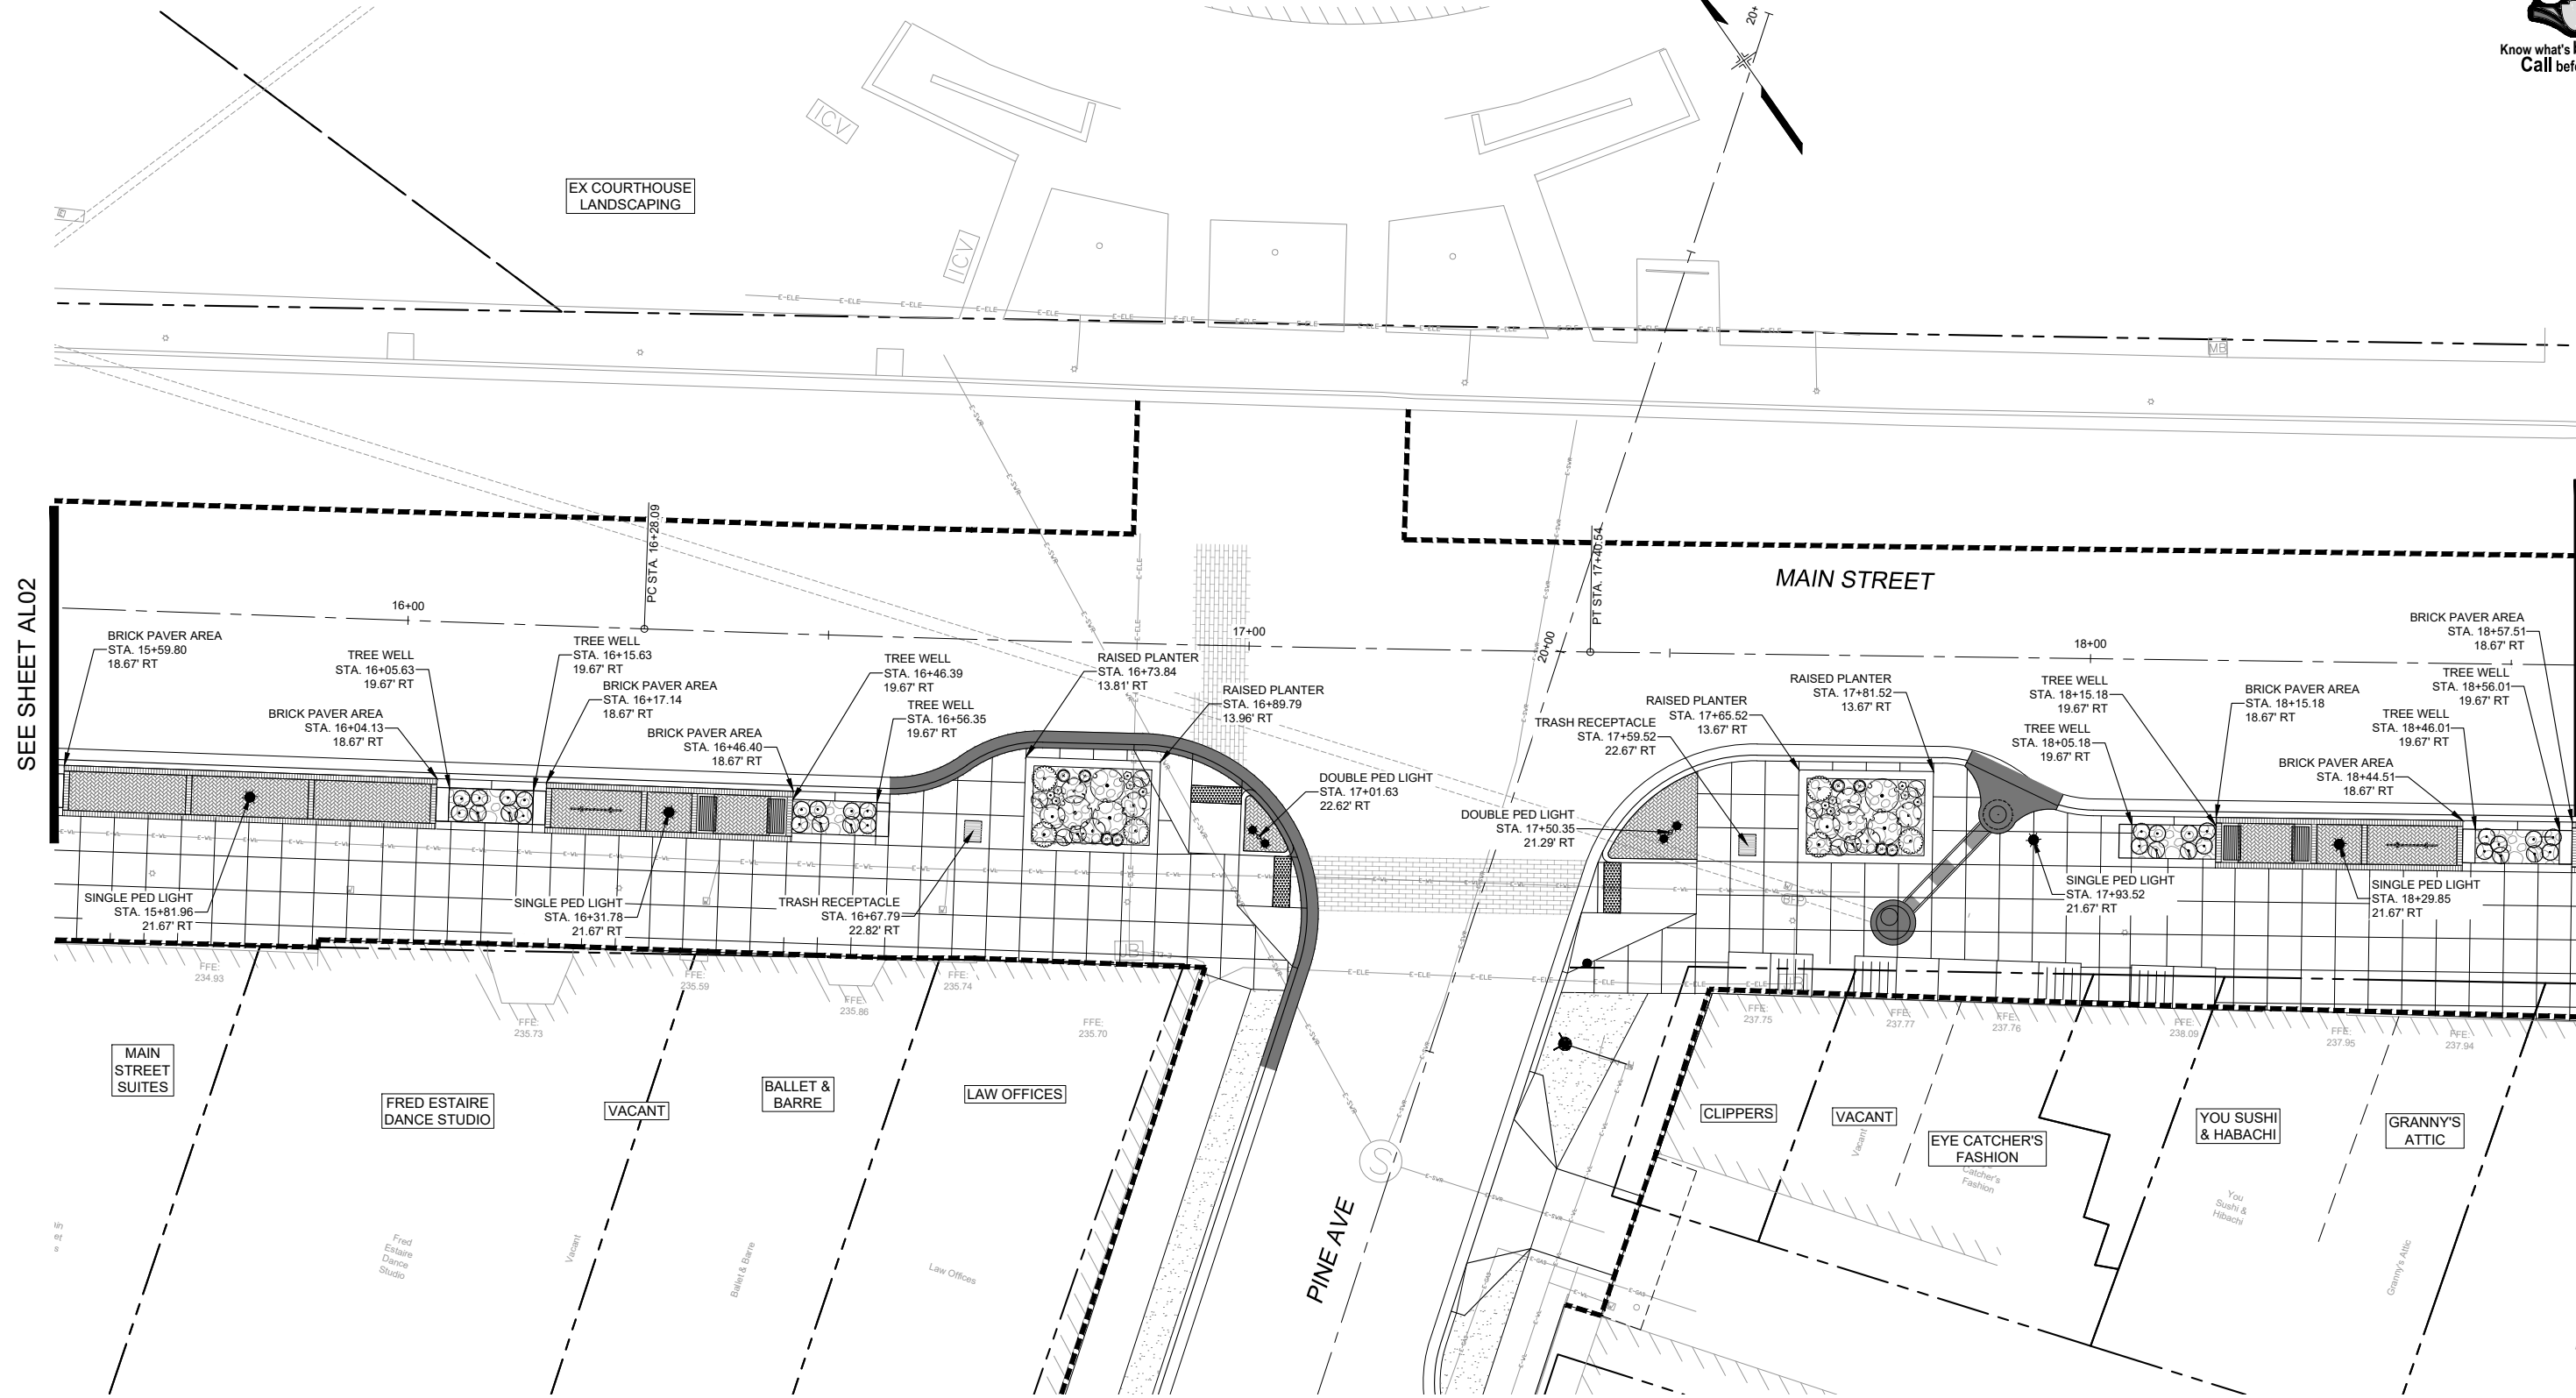 Know what's
Call
20+
ICV
EX COURTHOUSE
LANDSCAPING
ICV
E
E-ELE
E-ELE
E-ELE
E-ELE
E-ELE
E-ELE
E-ELE
E-ELE
E-ELE
E-ELE
E-ELE
E-ELE
E-ELE
E-ELE
MB
SEE SHEET AL02
PC STA. 16+28.09
PT STA. 17+40.54
MAIN STREET
16+00
17+00
20+00
18+00
BRICK PAVER AREA
STA. 15+59.80
18.67' RT
TREE WELL
STA. 16+05.63
19.67' RT
TREE WELL
STA. 16+15.63
19.67' RT
BRICK PAVER AREA
STA. 16+04.13
18.67' RT
BRICK PAVER AREA
STA. 16+17.14
18.67' RT
BRICK PAVER AREA
STA. 16+46.40
18.67' RT
TREE WELL
STA. 16+46.39
19.67' RT
TREE WELL
STA. 16+56.35
19.67' RT
RAISED PLANTER
STA. 16+73.84
13.81' RT
RAISED PLANTER
STA. 16+89.79
13.96' RT
DOUBLE PED LIGHT
STA. 17+01.63
22.62' RT
DOUBLE PED LIGHT
STA. 17+50.35
21.29' RT
TRASH RECEPTACLE
STA. 17+59.52
22.67' RT
RAISED PLANTER
STA. 17+65.52
13.67' RT
RAISED PLANTER
STA. 17+81.52
13.67' RT
TREE WELL
STA. 18+05.18
19.67' RT
TREE WELL
STA. 18+15.18
19.67' RT
BRICK PAVER AREA
STA. 18+15.18
18.67' RT
BRICK PAVER AREA
STA. 18+44.51
18.67' RT
TREE WELL
STA. 18+46.01
19.67' RT
TREE WELL
STA. 18+56.01
19.67' RT
BRICK PAVER AREA
STA. 18+57.51
18.67' RT
SINGLE PED LIGHT
STA. 15+81.96
21.67' RT
SINGLE PED LIGHT
STA. 16+31.78
21.67' RT
TRASH RECEPTACLE
STA. 16+67.79
22.82' RT
SINGLE PED LIGHT
STA. 17+93.52
21.67' RT
SINGLE PED LIGHT
STA. 18+29.85
21.67' RT
FFE:
234.93
FFE:
235.73
FFE:
235.59
FFE:
235.86
FFE:
235.74
FFE:
235.70
FFE:
237.75
FFE:
237.77
FFE:
237.76
FFE:
238.09
FFE:
237.95
FFE:
237.94
MAIN
STREET
SUITES
FRED ESTAIRE
DANCE STUDIO
VACANT
BALLET &
BARRE
LAW OFFICES
CLIPPERS
VACANT
EYE CATCHER'S
FASHION
YOU SUSHI
& HABACHI
GRANNY'S
ATTIC
S
PINE AVE
Fred
Estaire
Dance
Studio
Vacant
Ballet & Barre
Law Offices
Vacant
Catcher's
Fashion
You
Sushi &
Hibachi
Granny's Attic